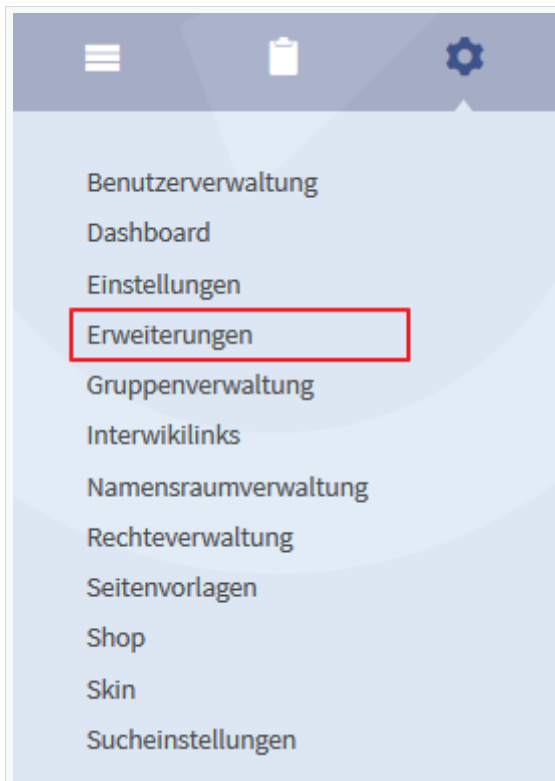 Benutzerverwaltung
Dashboard
Einstellungen
Erweiterungen
Gruppenverwaltung
Interwikilinks
Namensraumverwaltung
Rechteverwaltung
Seitenvorlagen
Shop
Skin
Sucheinstellungen